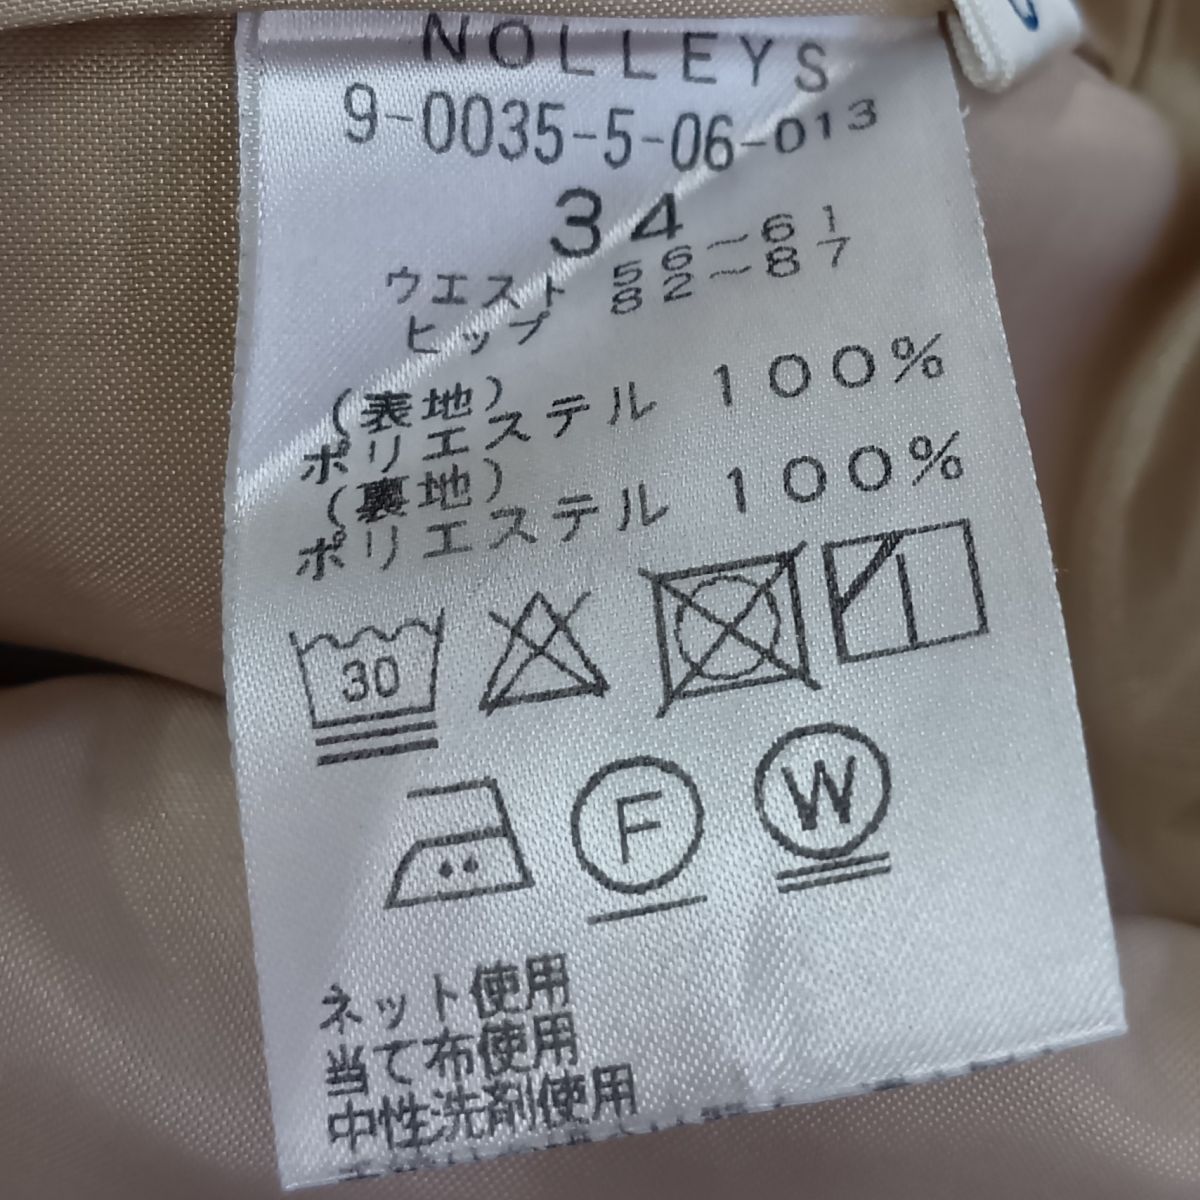 NOLLEYS
9-0035-5-06-013
34
ウエスト 56~61
ヒップ 82~87
(表地)
ポリエステル 100%
(裏地)
ポリエステル 100%
30
F
W
ネット使用
当て布使用
中性洗剤使用